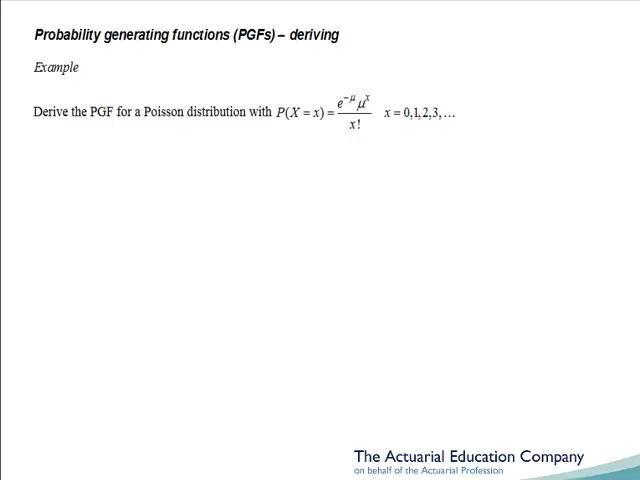 Probability generating functions (PGFs) – deriving
Example
Derive the PGF for a Poisson distribution with P(X = x) = e^{−μ} μ^x / x!   x = 0,1,2,3,…
The Actuarial Education Company
on behalf of the Actuarial Profession